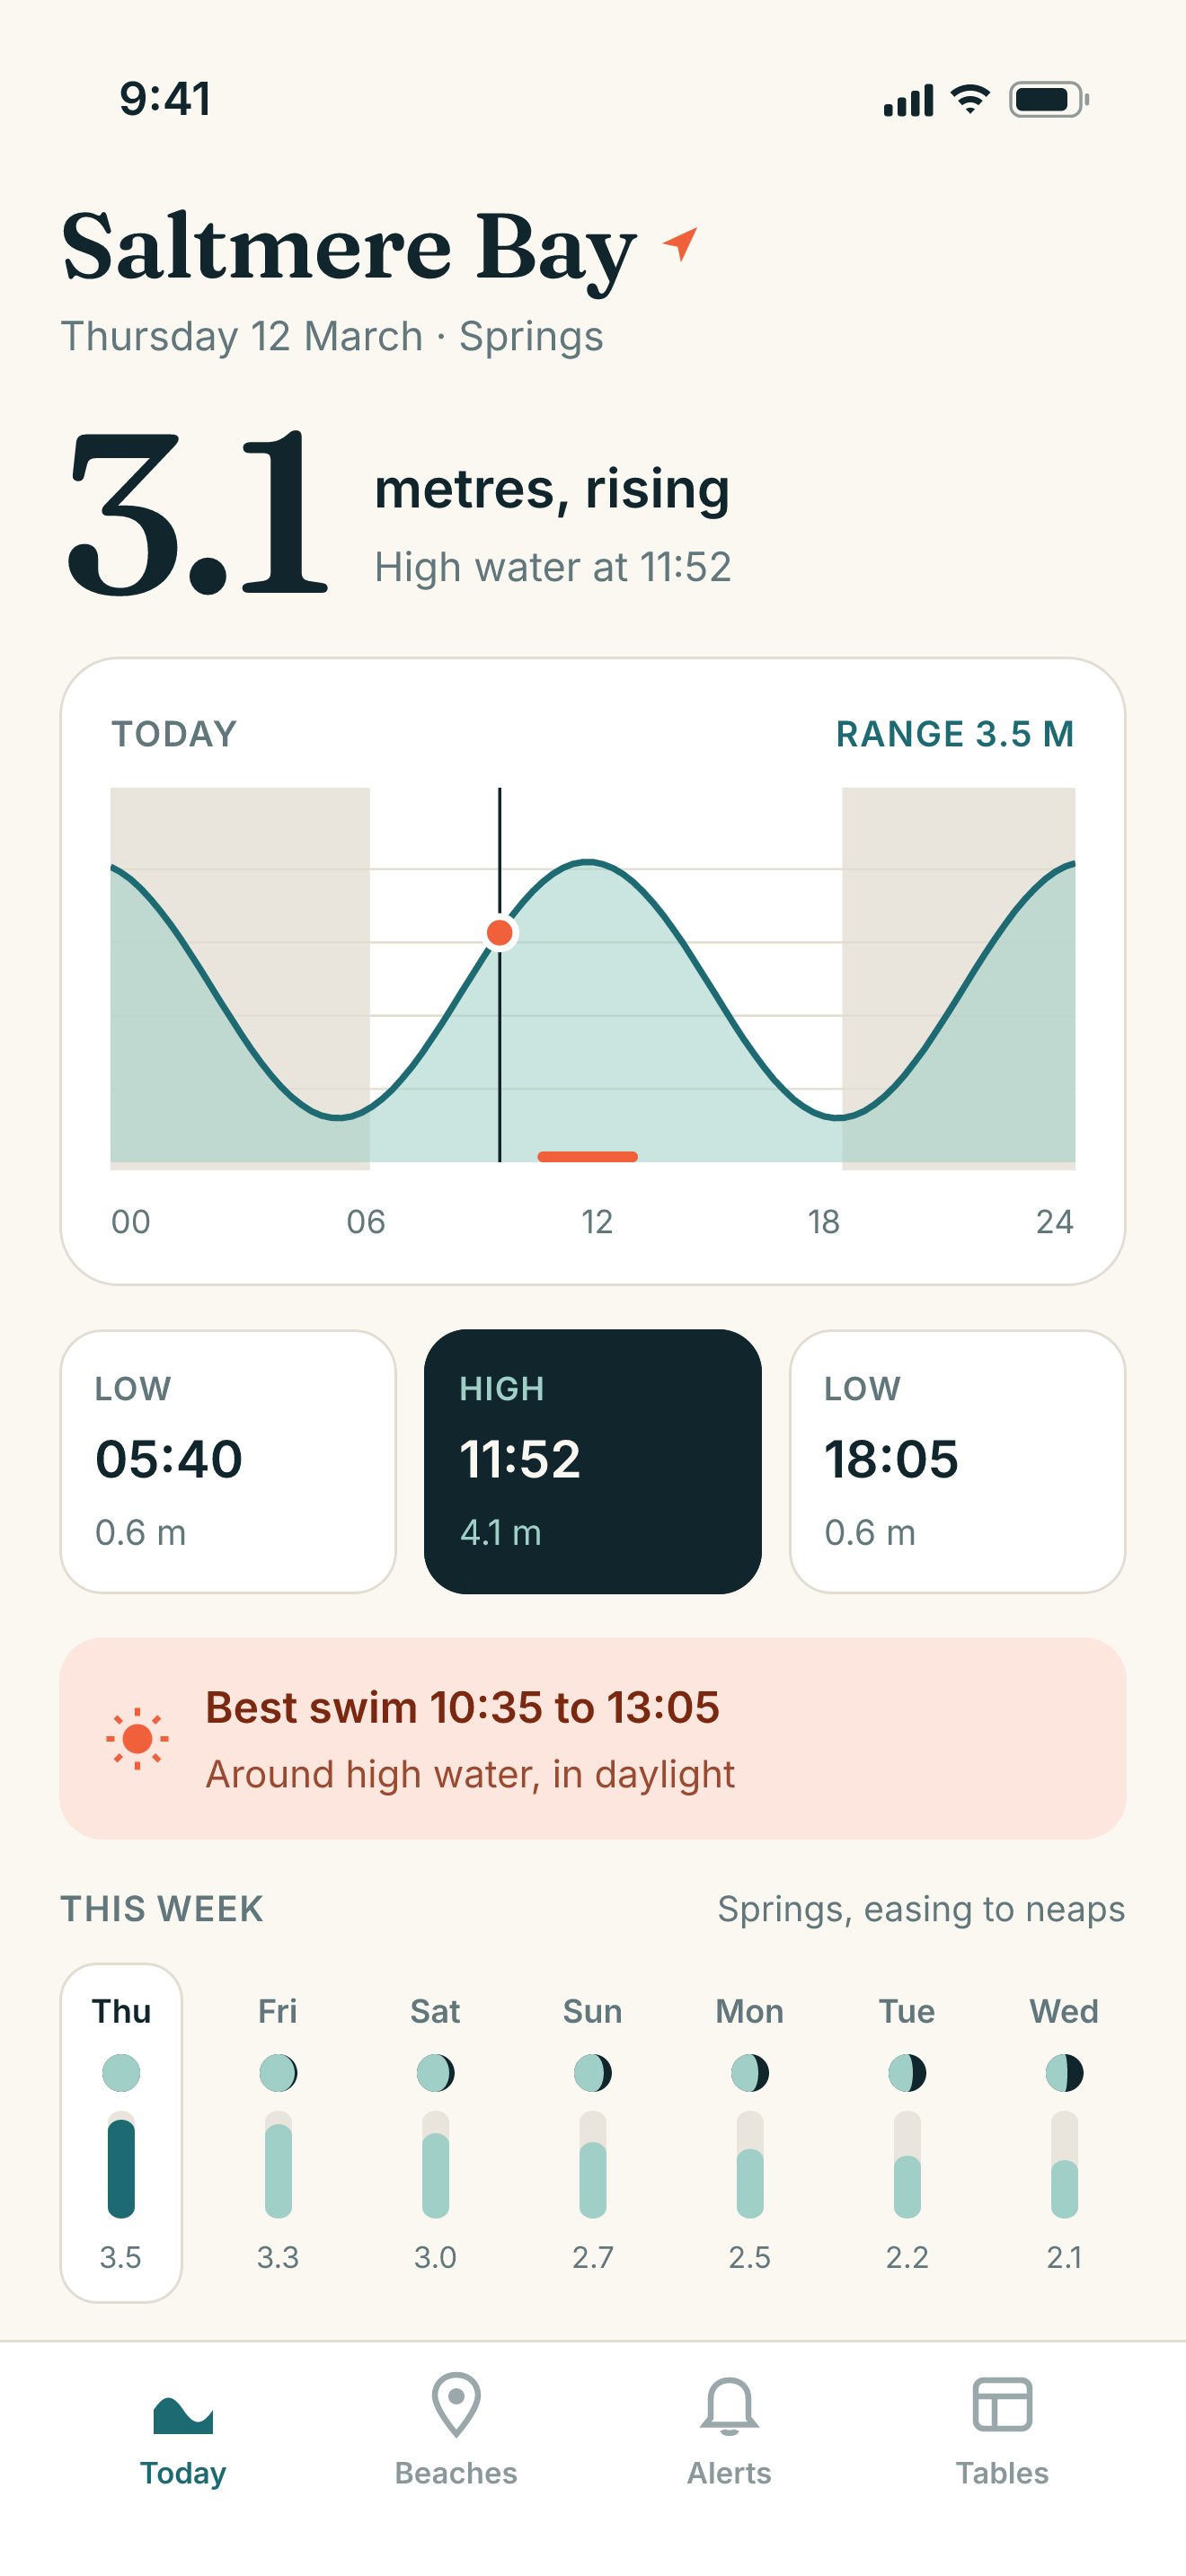 9:41
Saltmere Bay
Thursday 12 March · Springs
3.1
metres, rising
High water at 11:52
TODAY RANGE 3.5 M
00 06 12 18 24
LOW HIGH LOW
05:40 11:52 18:05
0.6 m 4.1 m 0.6 m
Best swim 10:35 to 13:05
Around high water, in daylight
THIS WEEK Springs, easing to neaps
Thu Fri Sat Sun Mon Tue Wed
3.5 3.3 3.0 2.7 2.5 2.2 2.1
Today Beaches Alerts Tables